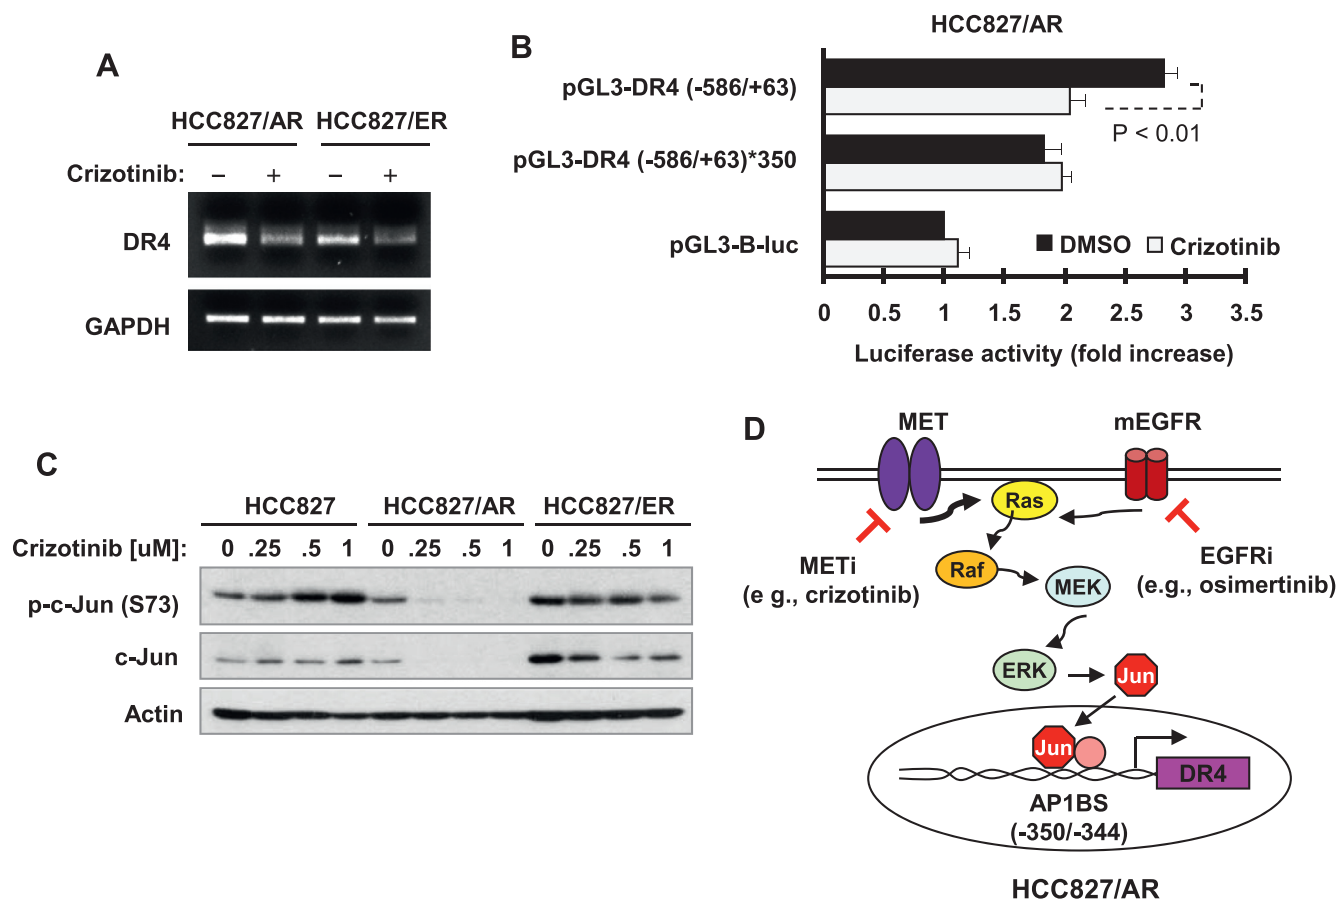 A
HCC827/AR HCC827/ER
Crizotinib: – + – +
DR4
GAPDH
B
HCC827/AR
pGL3-DR4 (-586/+63)
P < 0.01
pGL3-DR4 (-586/+63)*350
pGL3-B-luc
DMSO Crizotinib
0 0.5 1 1.5 2 2.5 3 3.5
Luciferase activity (fold increase)
C
HCC827 HCC827/AR HCC827/ER
Crizotinib [uM]: 0 .25 .5 1 0 .25 .5 1 0 .25 .5 1
p-c-Jun (S73)
c-Jun
Actin
D
MET mEGFR
Ras
METi
(e g., crizotinib)
Raf
MEK
EGFRi
(e.g., osimertinib)
ERK
Jun
Jun
DR4
AP1BS
(-350/-344)
HCC827/AR